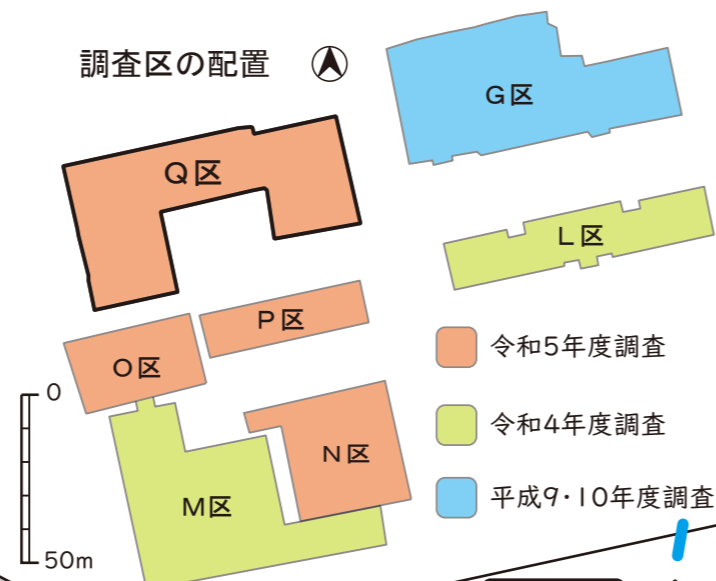 調査区の配置
G区
Q区
L区
P区
O区
N区
M区
0
50m
令和5年度調査
令和4年度調査
平成9・10年度調査